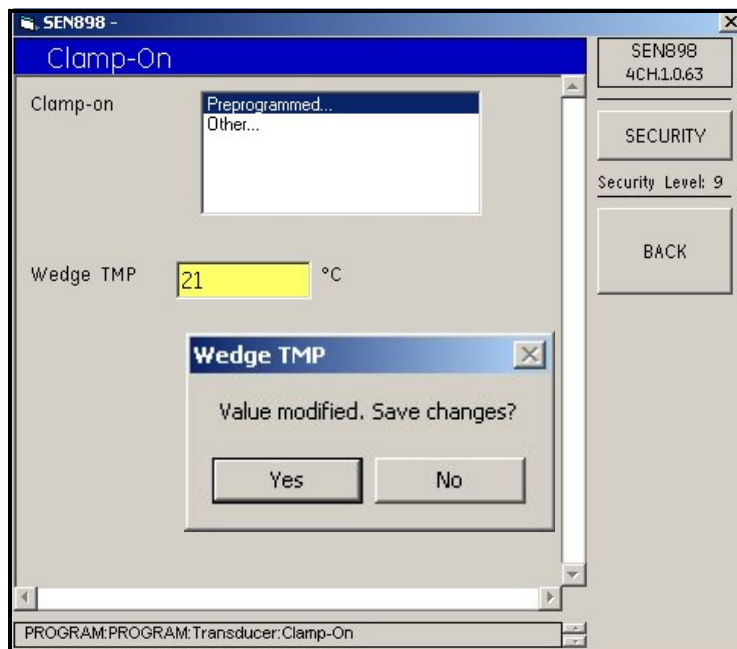 SEN898 -
Clamp-On
SEN898
4CH.1.0.63
SECURITY
Security Level: 9
BACK
Clamp-on
Preprogrammed...
Other...
Wedge TMP
21
°C
Wedge TMP
Value modified. Save changes?
Yes
No
PROGRAM:PROGRAM:Transducer:Clamp-On